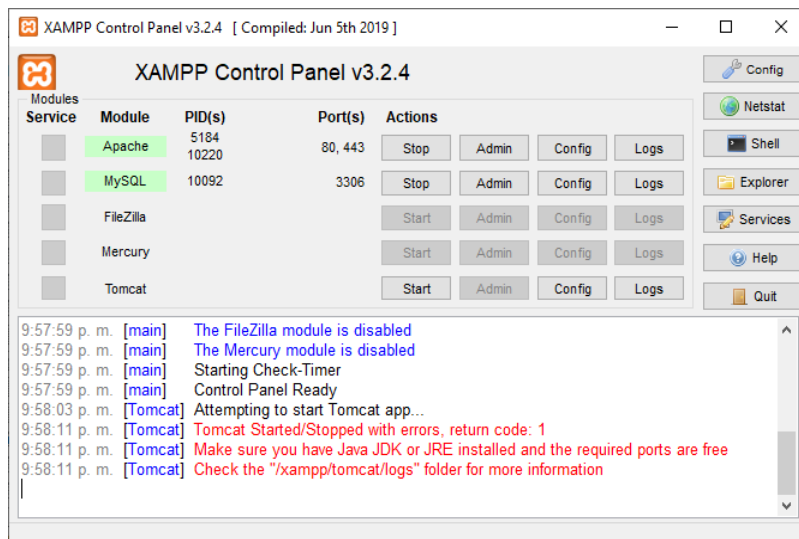 XAMPP Control Panel v3.2.4 [ Compiled: Jun 5th 2019 ]
XAMPP Control Panel v3.2.4
Config
Modules
Service Module PID(s) Port(s) Actions
Netstat
Apache 5184 10220 80, 443 Stop Admin Config Logs
Shell
MySQL 10092 3306 Stop Admin Config Logs
Explorer
FileZilla Start Admin Config Logs
Services
Mercury Start Admin Config Logs
Help
Tomcat Start Admin Config Logs
Quit
9:57:59 p. m. [main] The FileZilla module is disabled
9:57:59 p. m. [main] The Mercury module is disabled
9:57:59 p. m. [main] Starting Check-Timer
9:57:59 p. m. [main] Control Panel Ready
9:58:03 p. m. [Tomcat] Attempting to start Tomcat app...
9:58:11 p. m. [Tomcat] Tomcat Started/Stopped with errors, return code: 1
9:58:11 p. m. [Tomcat] Make sure you have Java JDK or JRE installed and the required ports are free
9:58:11 p. m. [Tomcat] Check the "/xampp/tomcat/logs" folder for more information